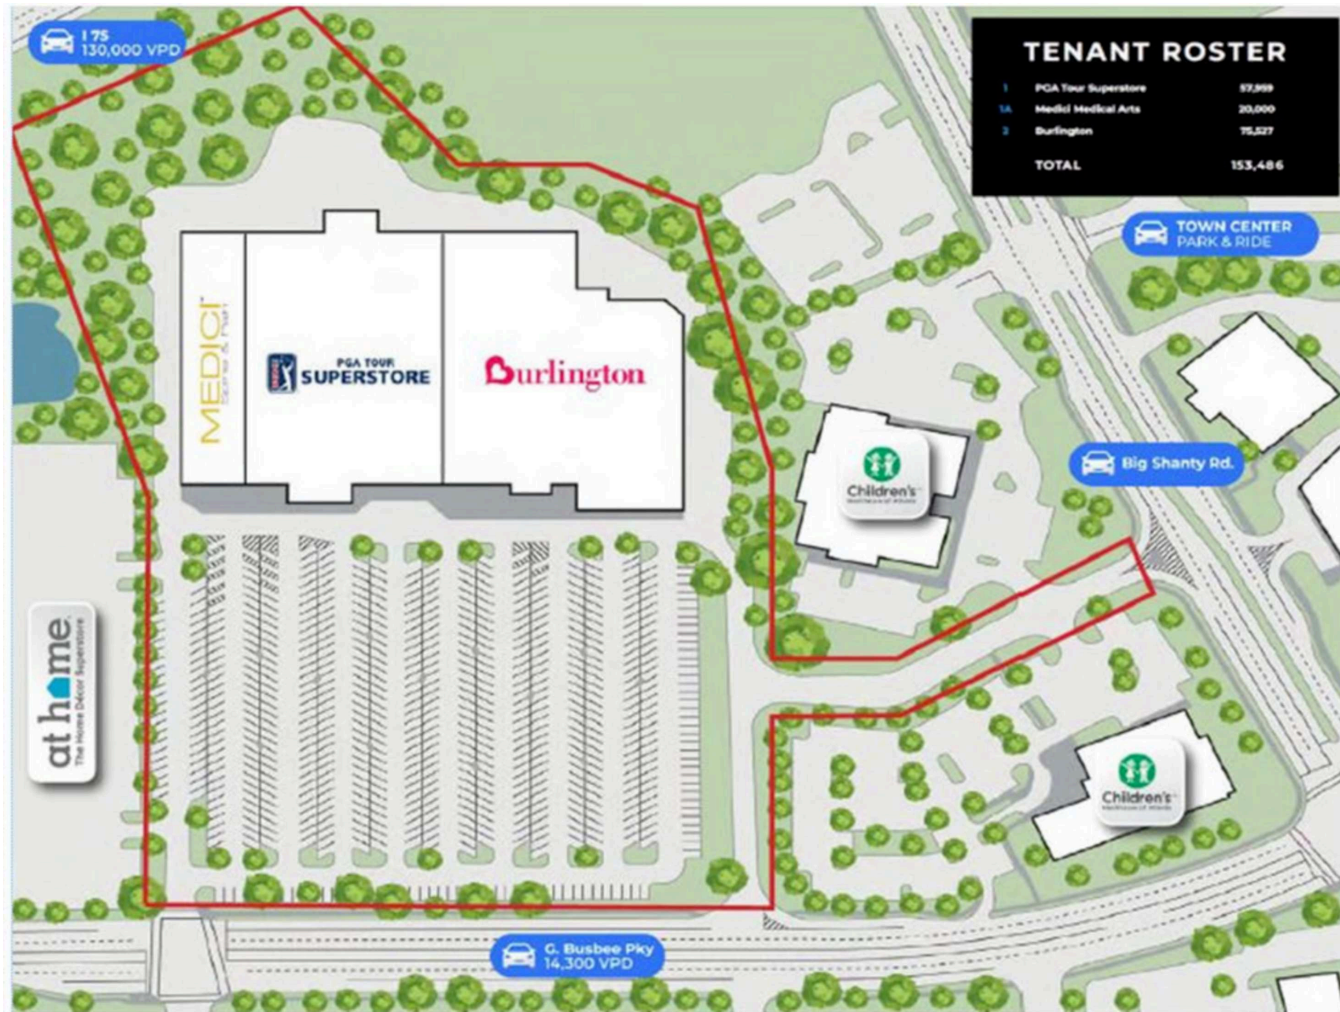 I 75
130,000 VPD
TENANT ROSTER
1 PGA Tour Superstore 57,959
1A Medici Medical Arts 20,000
2 Burlington 75,527
TOTAL 153,486
TOWN CENTER
PARK & RIDE
MEDICI
PGA TOUR
SUPERSTORE
Burlington
Children's
Big Shanty Rd.
at home.
The Home Décor Superstore
Children's
G. Busbee Pky
14,300 VPD